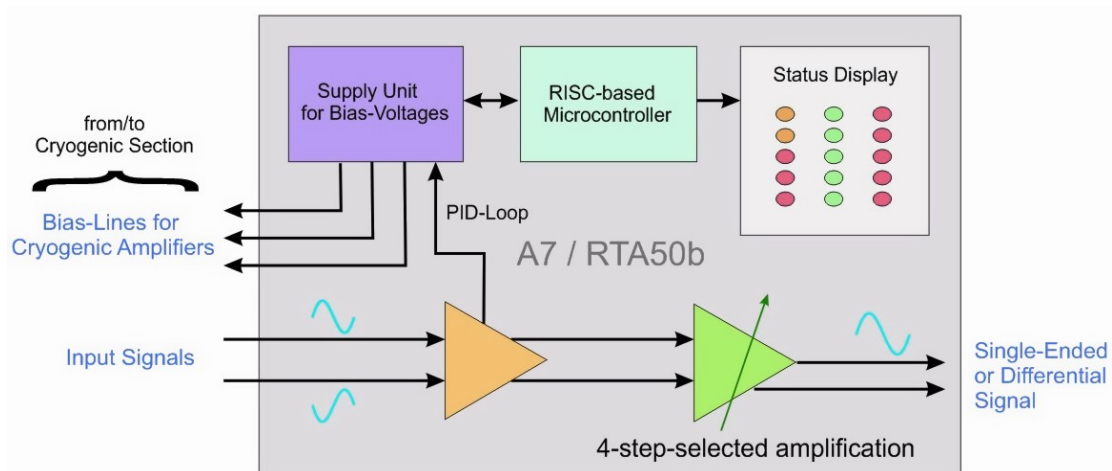 Supply Unit
for Bias-Voltages
RISC-based
Microcontroller
Status Display
from/to
Cryogenic Section
Bias-Lines for
Cryogenic Amplifiers
PID-Loop
A7 / RTA50b
Input Signals
Single-Ended
or Differential
Signal
4-step-selected amplification